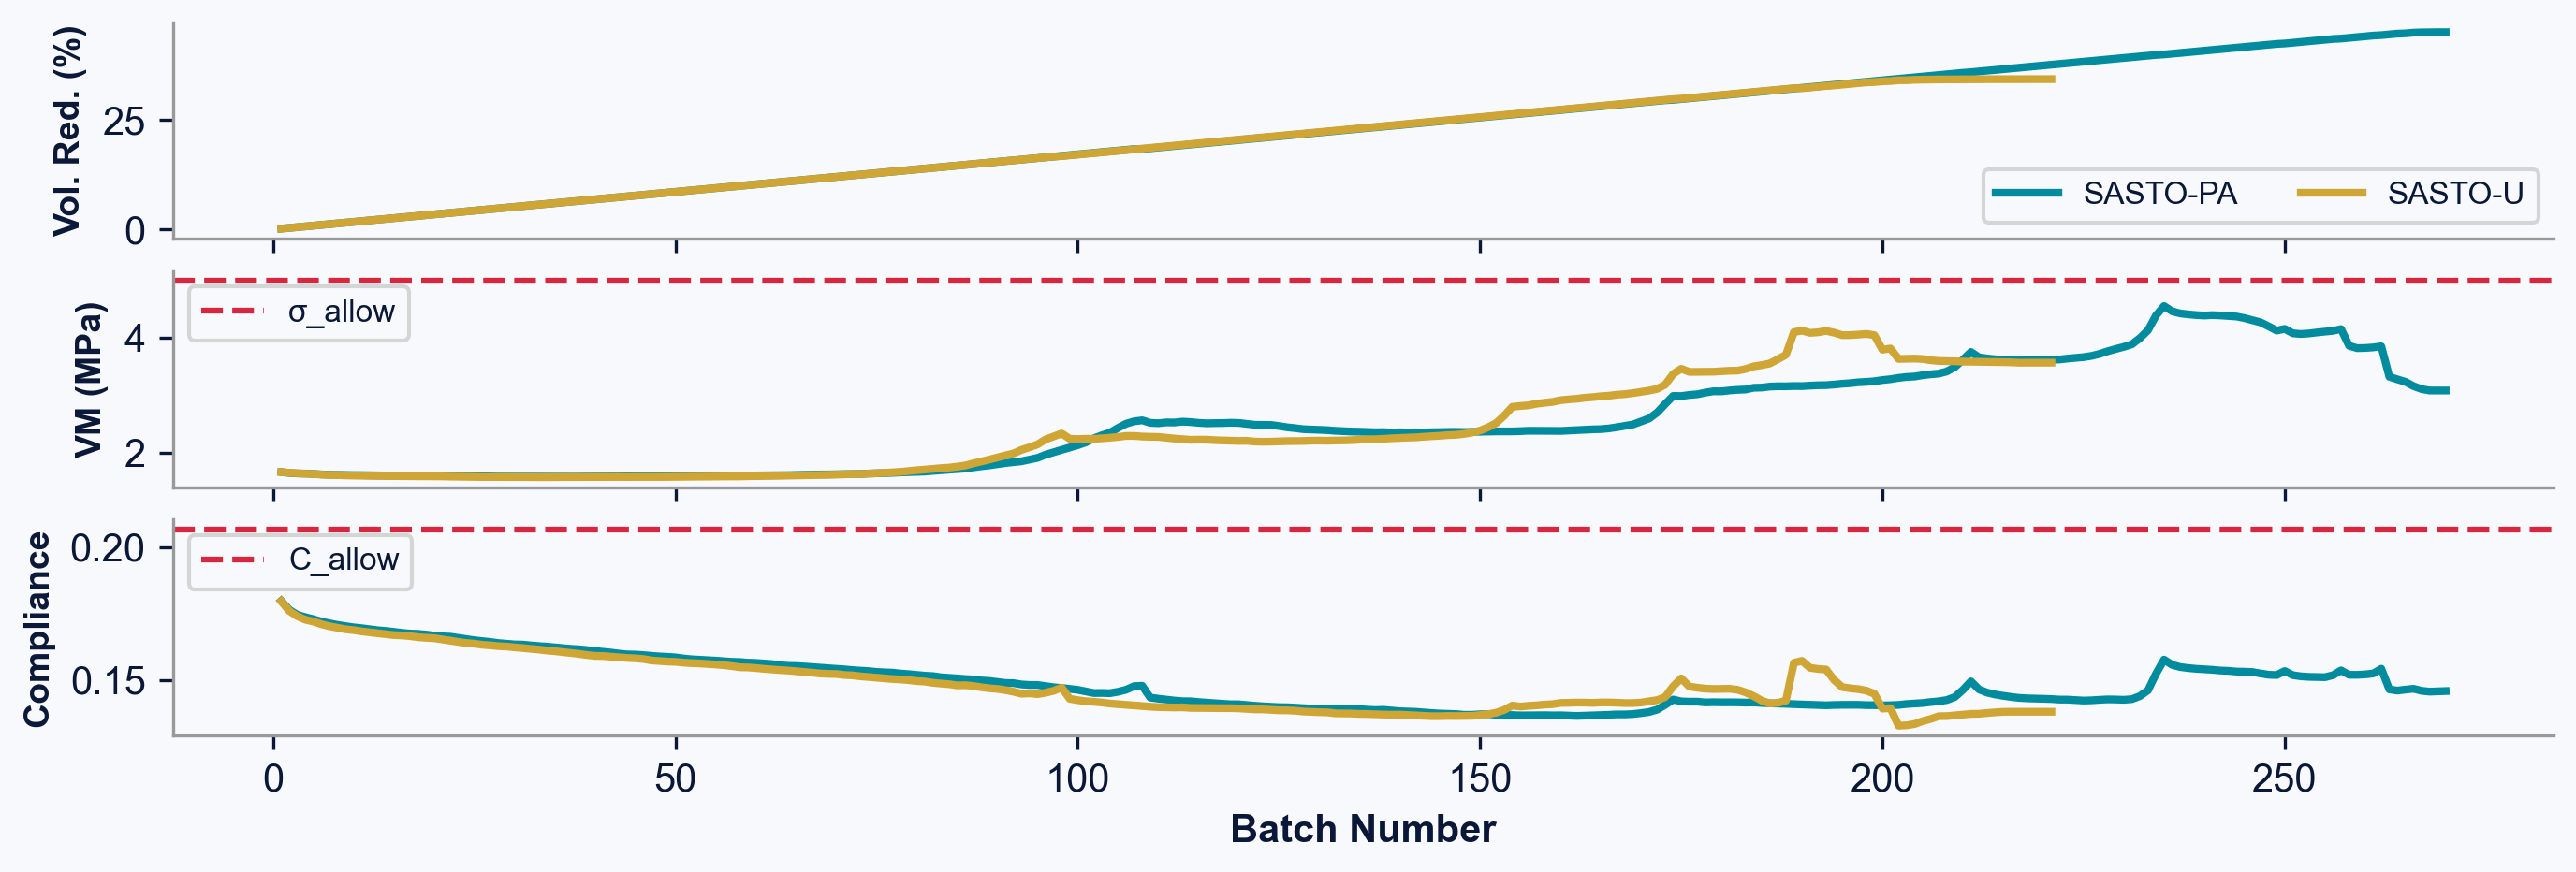 Vol. Red. (%)
25
0
SASTO-PA
SASTO-U
VM (MPa)
4
2
σ_allow
Compliance
0.20
0.15
C_allow
0
50
100
150
200
250
Batch Number